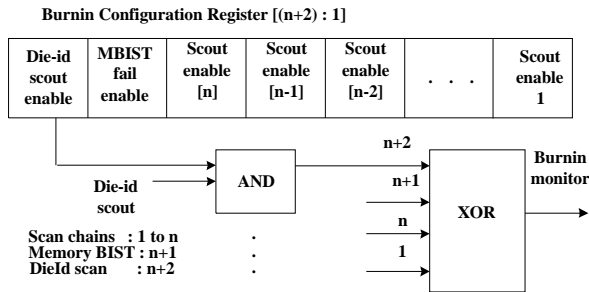 Burnin Configuration Register [(n+2) : 1]
Die-id scout enable
MBIST fail enable
Scout enable [n]
Scout enable [n-1]
Scout enable [n-2]
. . .
Scout enable 1
n+2
Burnin monitor
AND
Die-id scout
n+1
XOR
n
Scan chains : 1 to n
Memory BIST : n+1
1
DieId scan : n+2